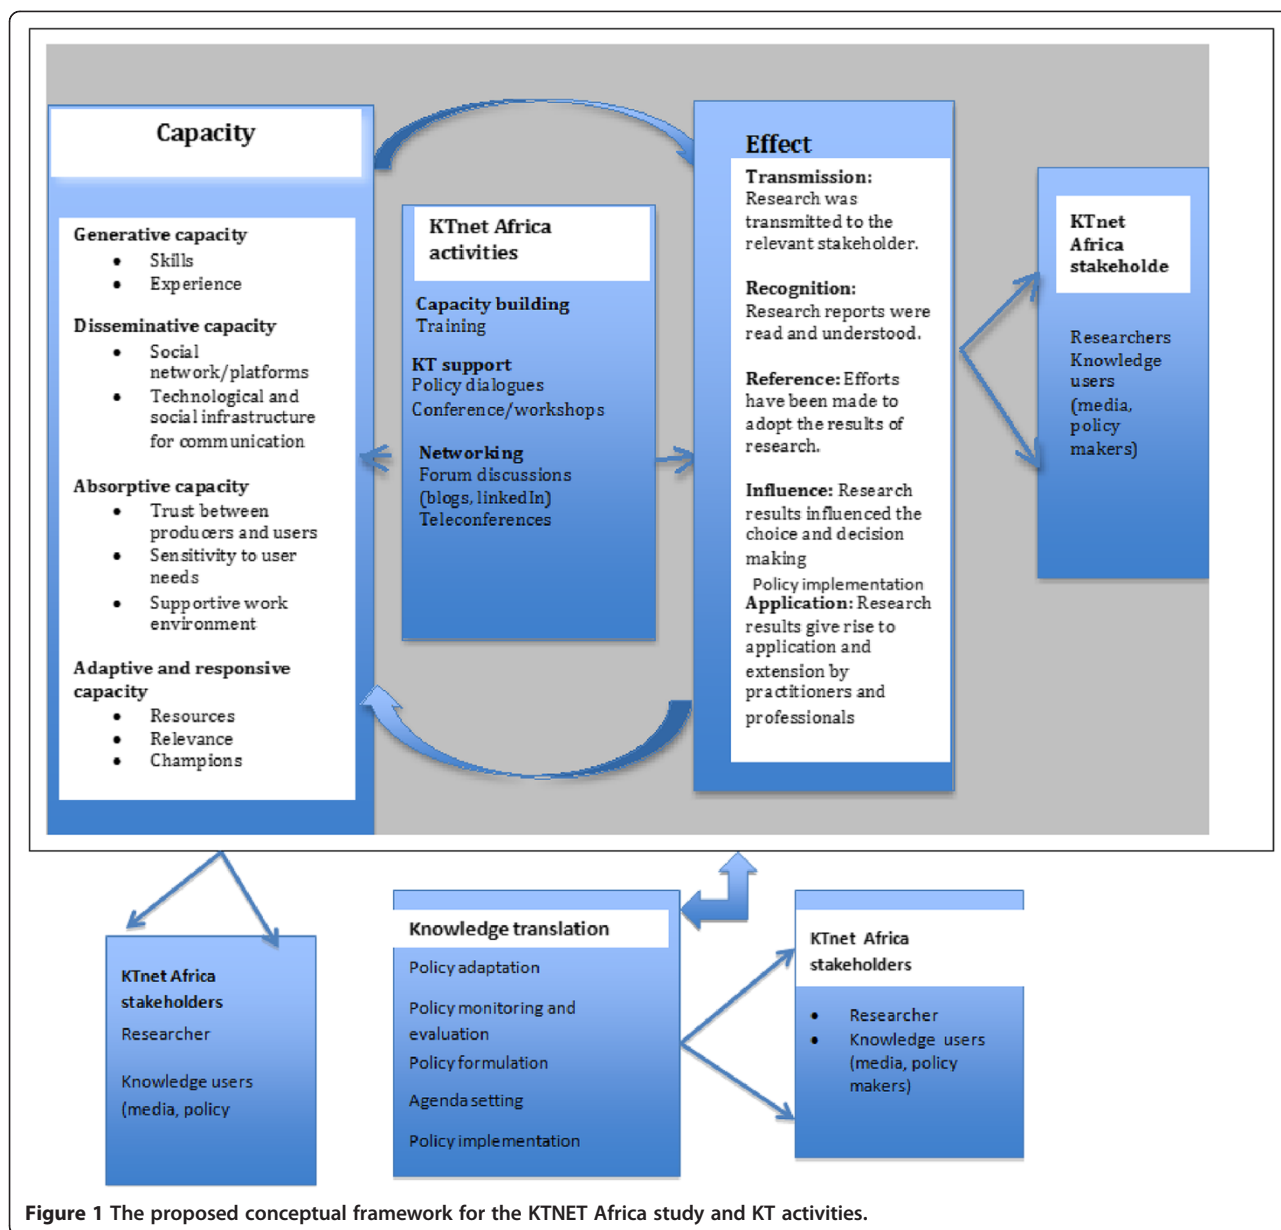 Capacity
Generative capacity
• Skills
• Experience
Disseminative capacity
• Social
network/platforms
• Technological and
social infrastructure
for communication
Absorptive capacity
• Trust between
producers and users
• Sensitivity to user
needs
• Supportive work
environment
Adaptive and responsive
capacity
• Resources
• Relevance
• Champions
KTnet Africa
activities
Capacity building
Training
KT support
Policy dialogues
Conference/workshops
Networking
Forum discussions
(blogs, linkedIn)
Teleconferences
Effect
Transmission:
Research was
transmitted to the
relevant stakeholder.
Recognition:
Research reports were
read and understood.
Reference: Efforts
have been made to
adopt the results of
research.
Influence: Research
results influenced the
choice and decision
making
Policy implementation
Application: Research
results give rise to
application and
extension by
practitioners and
professionals
KTnet
Africa
stakeholde
Researchers
Knowledge
users
(media,
policy
makers)
KTnet Africa
stakeholders
Researcher
Knowledge users
(media, policy
Knowledge translation
Policy adaptation
Policy monitoring and
evaluation
Policy formulation
Agenda setting
Policy implementation
KTnet Africa
stakeholders
• Researcher
• Knowledge users
(media, policy
makers)
Figure 1 The proposed conceptual framework for the KTNET Africa study and KT activities.